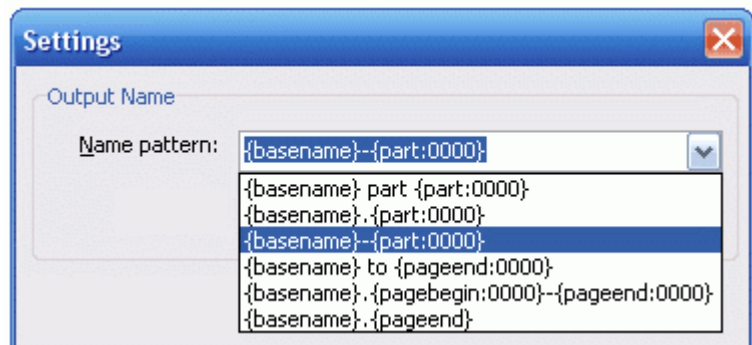 Settings
Output Name
Name pattern: {basename}-{part:0000}
{basename} part {part:0000}
{basename}.{part:0000}
{basename}-{part:0000}
{basename} to {pageend:0000}
{basename}.{pagebegin:0000}-{pageend:0000}
{basename}.{pageend}